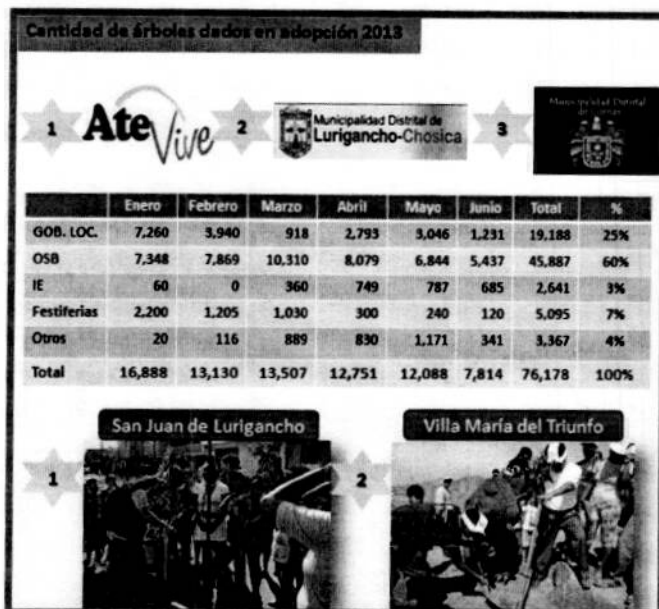 Cantidad de árboles dados en adopción 2013
1 Ate Vive 2 Municipalidad Distrital de Lurigancho-Chosica 3 Municipalidad Distrital
Enero Febrero Marzo Abril Mayo Junio Total %
GOB. LOC. 7,260 3,940 918 2,793 3,046 1,231 19,188 25%
OSB 7,348 7,869 10,310 8,079 6,844 5,437 45,887 60%
IE 60 0 360 749 787 685 2,641 3%
Festiferias 2,200 1,205 1,030 300 240 120 5,095 7%
Otros 20 116 889 830 1,171 341 3,367 4%
Total 16,888 13,130 13,507 12,751 12,088 7,814 76,178 100%
San Juan de Lurigancho Villa María del Triunfo
1 2